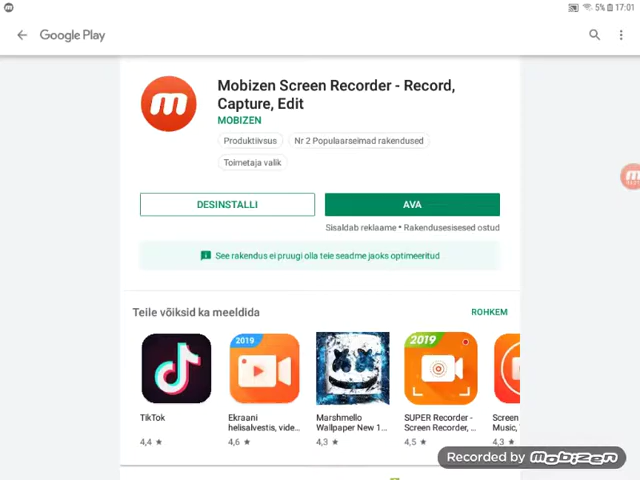 5% 17:01
Google Play
Mobizen Screen Recorder - Record,
Capture, Edit
MOBIZEN
Produktiivsus
Nr 2 Populaarseimad rakendused
Toimetaja valik
DESINSTALLI
AVA
Sisaldab reklaame • Rakendusesisesed ostud
See rakendus ei pruugi olla teie seadme jaoks optimeeritud
Teile võiksid ka meeldida
ROHKEM
2019
2019
TikTok
4,4 ★
Ekraani
helisalvestis, vide...
4,6 ★
Marshmello
Wallpaper New 1...
4,3 ★
SUPER Recorder -
Screen Recorder, ...
4,5 ★
Screen
Music,
4,3 ★
Recorded by mobizen